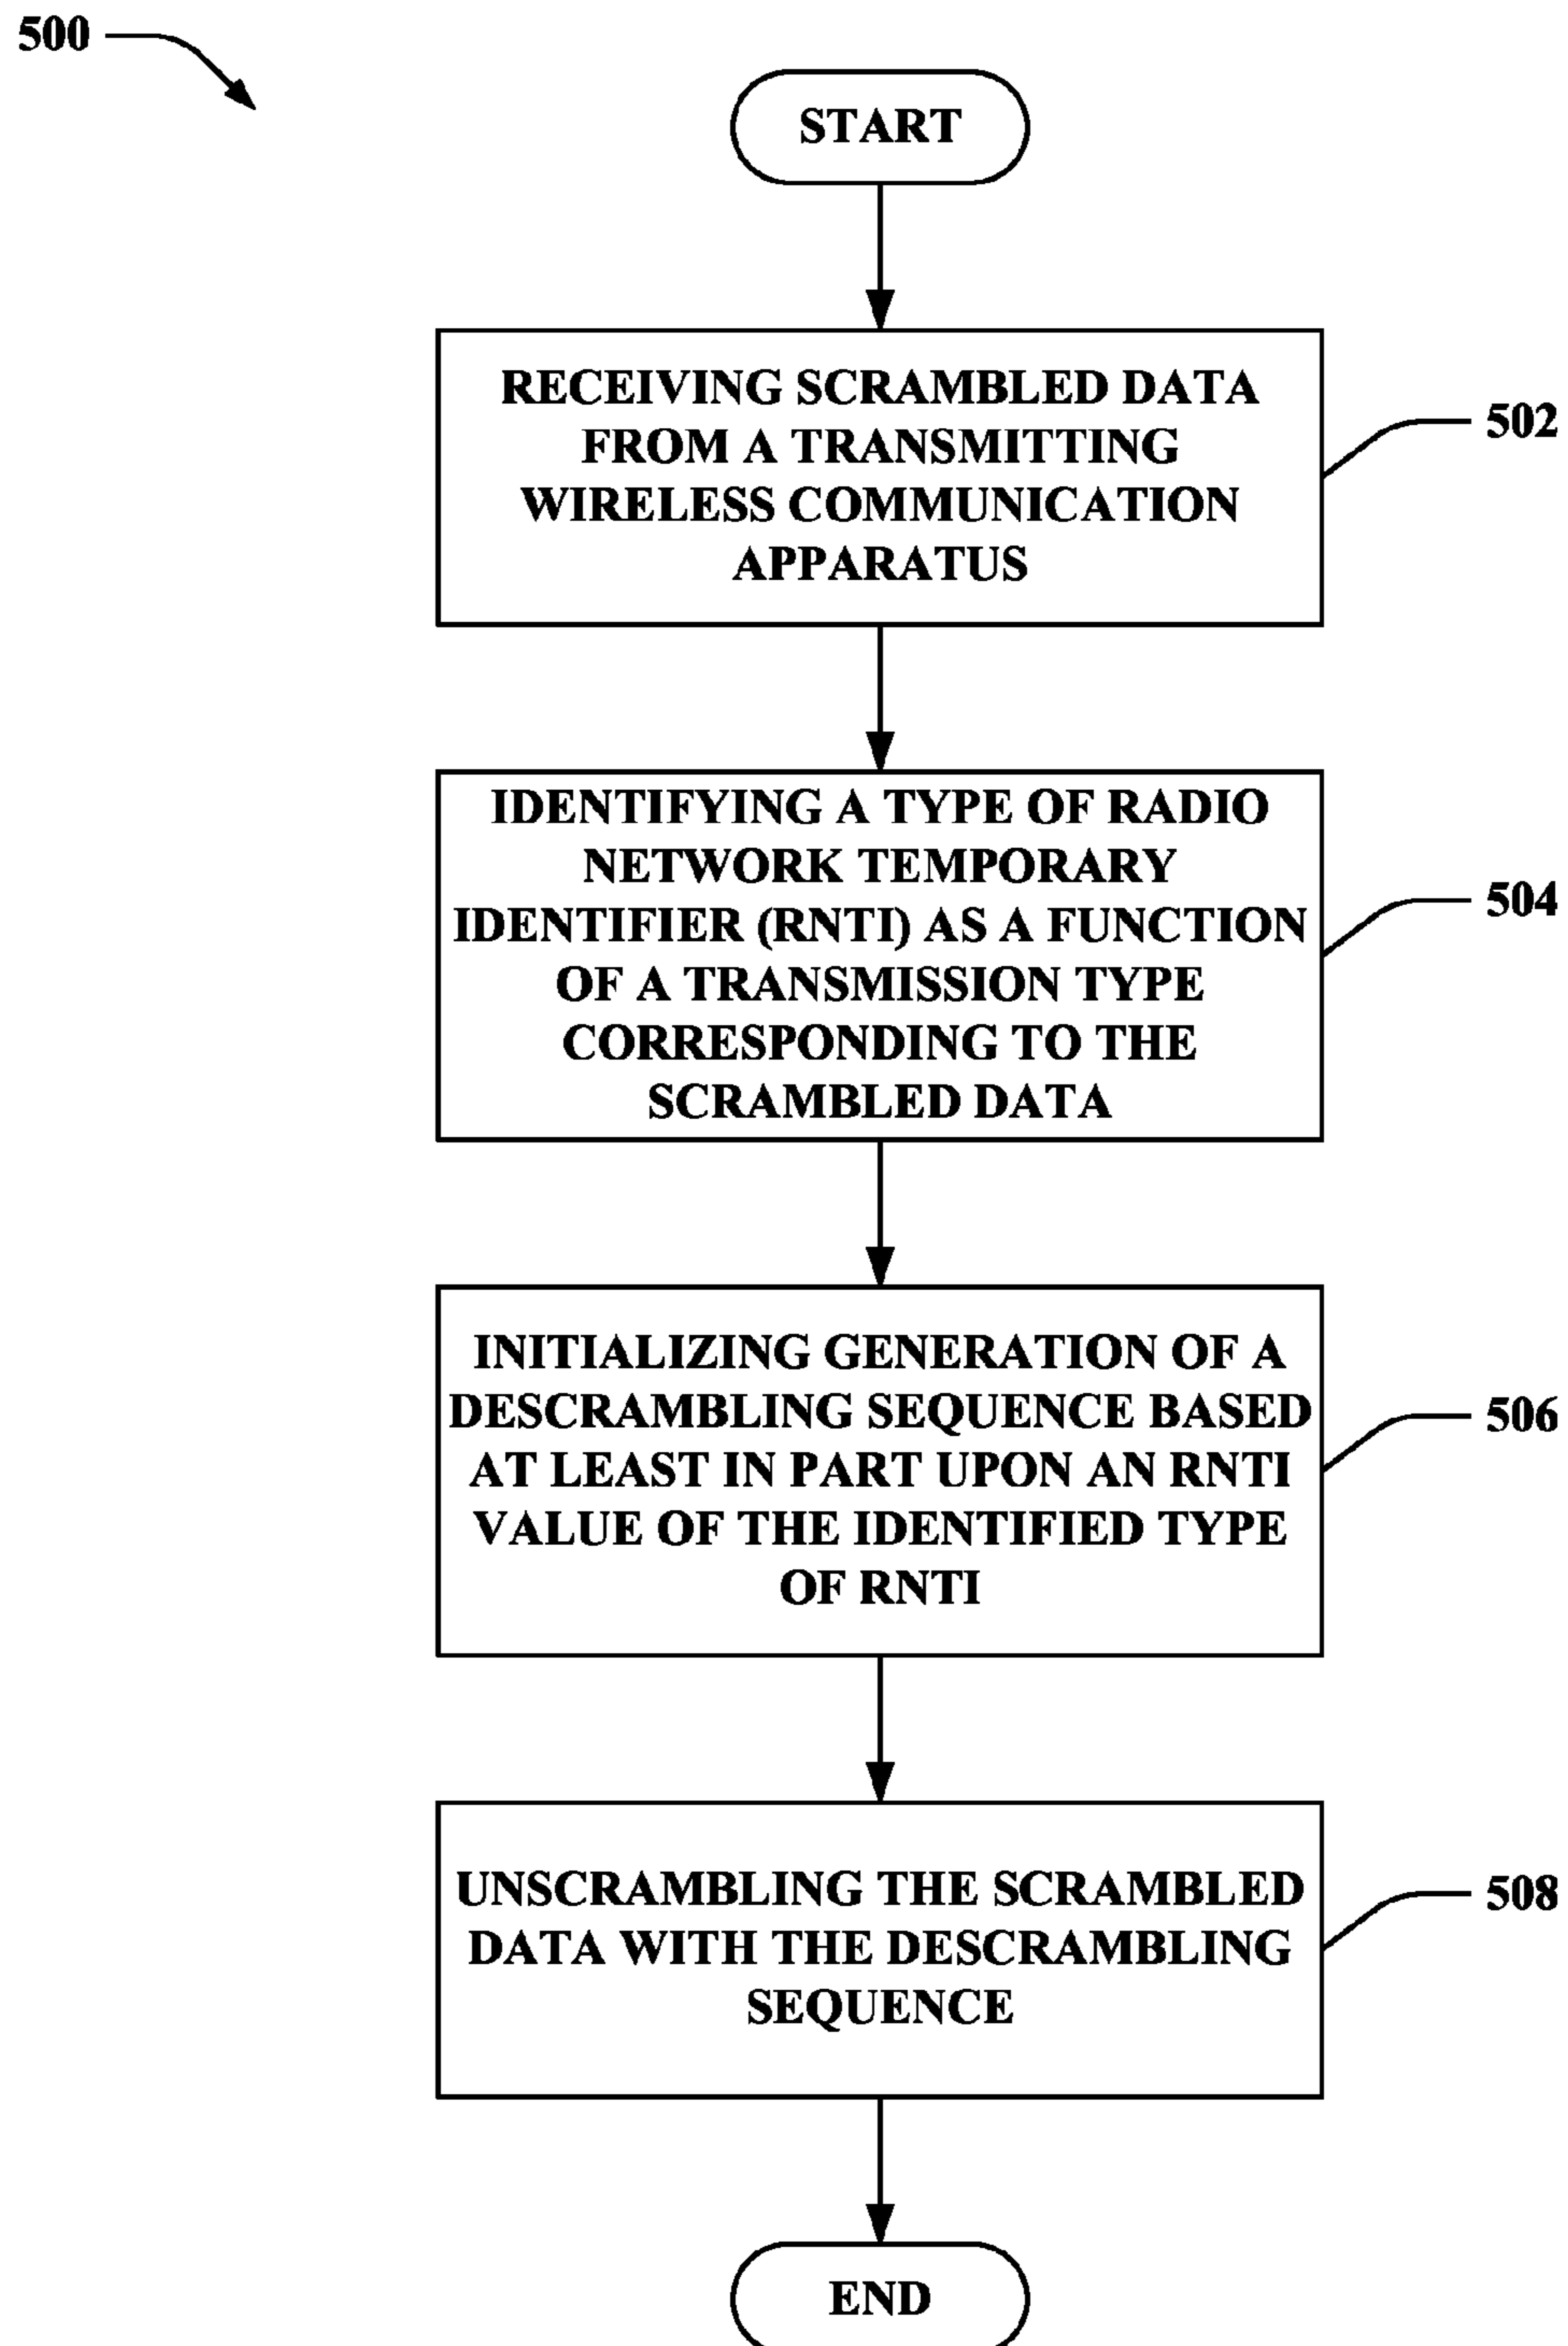 500
START
RECEIVING SCRAMBLED DATA
FROM A TRANSMITTING
WIRELESS COMMUNICATION
APPARATUS
502
IDENTIFYING A TYPE OF RADIO
NETWORK TEMPORARY
IDENTIFIER (RNTI) AS A FUNCTION
OF A TRANSMISSION TYPE
CORRESPONDING TO THE
SCRAMBLED DATA
504
INITIALIZING GENERATION OF A
DESCRAMBLING SEQUENCE BASED
AT LEAST IN PART UPON AN RNTI
VALUE OF THE IDENTIFIED TYPE
OF RNTI
506
UNSCRAMBLING THE SCRAMBLED
DATA WITH THE DESCRAMBLING
SEQUENCE
508
END